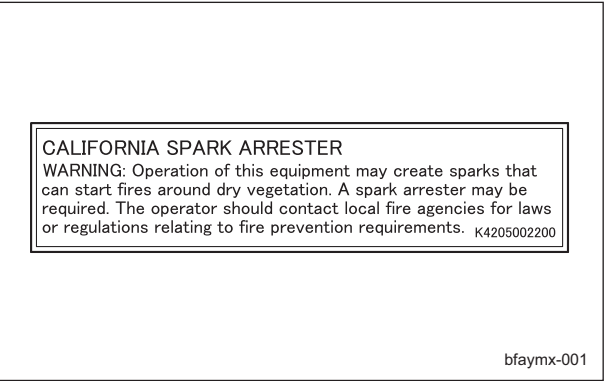 CALIFORNIA SPARK ARRESTER
WARNING: Operation of this equipment may create sparks that
can start fires around dry vegetation. A spark arrester may be
required. The operator should contact local fire agencies for laws
or regulations relating to fire prevention requirements. K4205002200
bfaymx-001